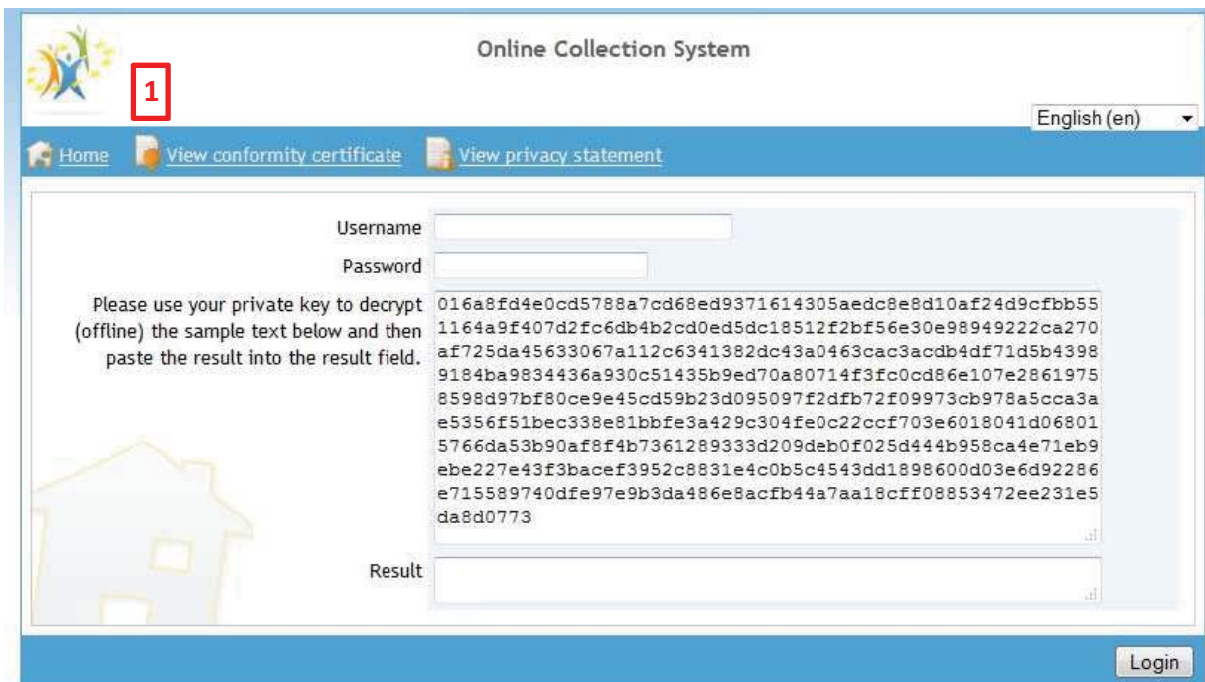 Online Collection System
1
English (en)
Home View conformity certificate View privacy statement
Username
Password
Please use your private key to decrypt
(offline) the sample text below and then
paste the result into the result field.
016a8fd4e0cd5788a7cd68ed9371614305aedc8e8d10af24d9cfbb55
1164a9f407d2fc6db4b2cd0ed5dc18512f2bf56e30e98949222ca270
af725da45633067a112c6341382dc43a0463cac3acdb4df71d5b4398
9184ba9834436a930c51435b9ed70a80714f3fc0cd86e107e2861975
8598d97bf80ce9e45cd59b23d095097f2dfb72f09973cb978a5cca3a
e5356f51bec338e81bbfe3a429c304fe0c22ccf703e6018041d06801
5766da53b90af8f4b7361289333d209deb0f025d444b958ca4e71eb9
ebe227e43f3bacef3952c8831e4c0b5c4543dd1898600d03e6d92286
e715589740dfe97e9b3da486e8acfb44a7aa18cff08853472ee231e5
da8d0773
Result
Login